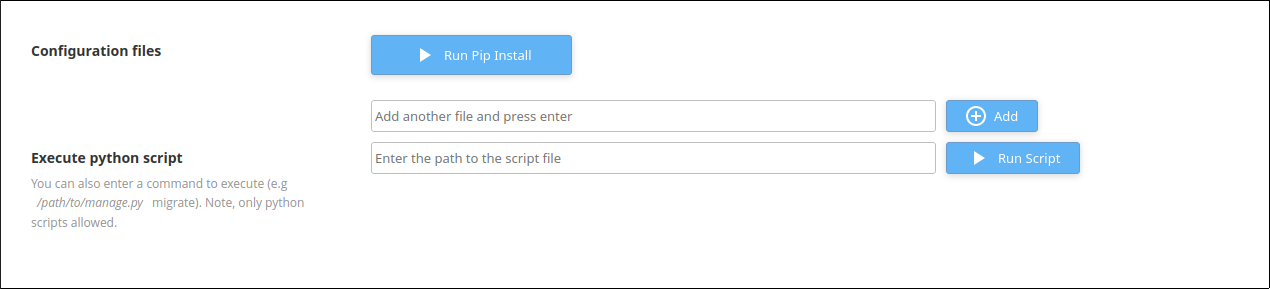 Configuration files
Run Pip Install
Add another file and press enter
Add
Execute python script
Enter the path to the script file
Run Script
You can also enter a command to execute (e.g
/path/to/manage.py migrate). Note, only python
scripts allowed.